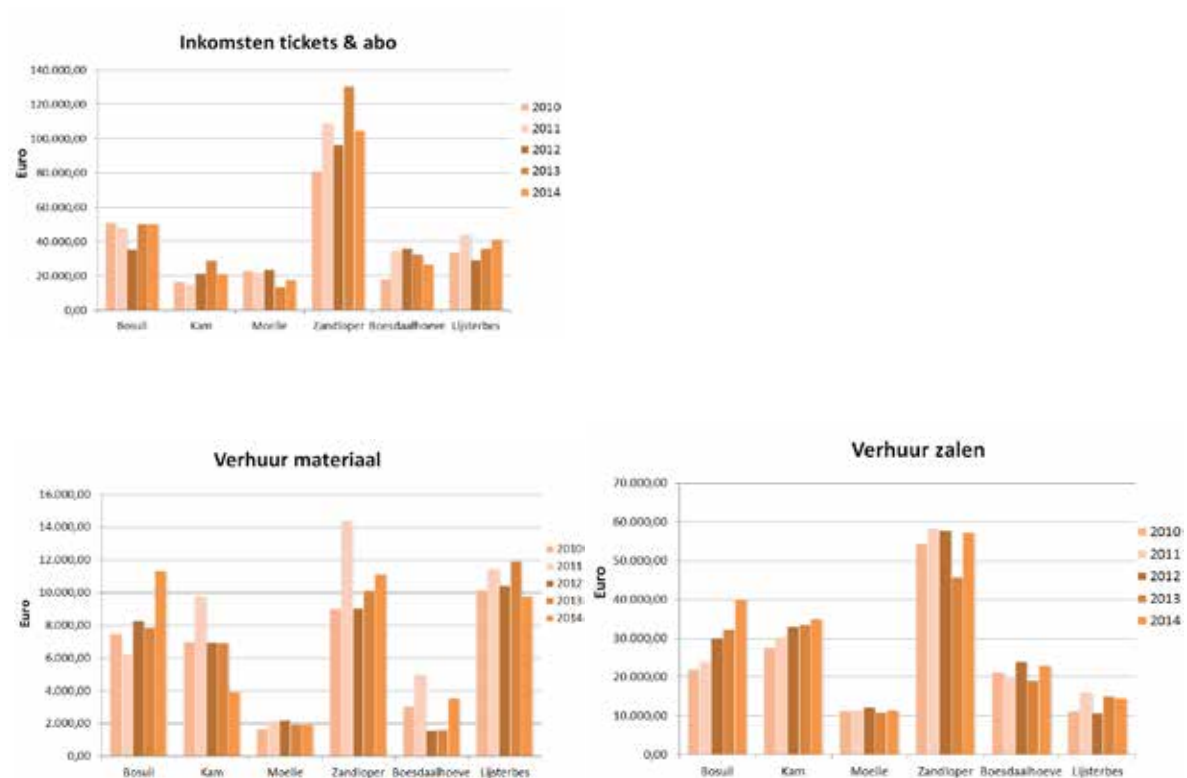 Inkomsten tickets & abo
140.000,00
120.000,00
100.000,00
80.000,00
60.000,00
40.000,00
20.000,00
0,00
Euro
Bosuil
Kam
Moelie
Zandloper
Boesdaalhoeve
Lijsterbes
2010
2011
2012
2013
2014
Verhuur materiaal
16.000,00
14.000,00
12.000,00
10.000,00
8.000,00
6.000,00
4.000,00
2.000,00
0,00
Euro
Bosuil
Kam
Moelie
Zandloper
Boesdaalhoeve
Lijsterbes
2010
2011
2012
2013
2014
Verhuur zalen
70.000,00
60.000,00
50.000,00
40.000,00
30.000,00
20.000,00
10.000,00
0,00
Euro
Bosuil
Kam
Moelie
Zandloper
Boesdaalhoeve
Lijsterbes
2010
2011
2012
2013
2014